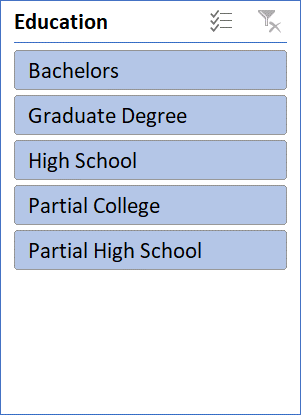 Education
Bachelors
Graduate Degree
High School
Partial College
Partial High School